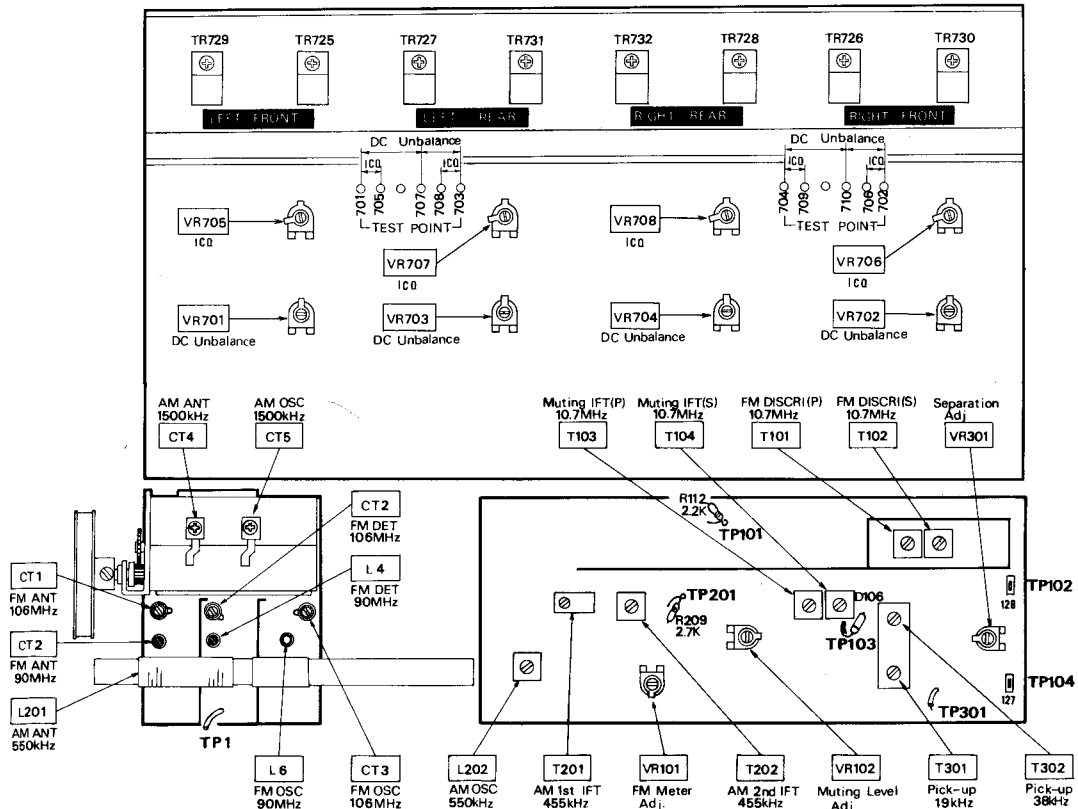 TR729 TR725 TR727 TR731 TR732 TR728 TR726 TR730
LEFT FRONT LEFT REAR RIGHT REAR RIGHT FRONT
DC Unbalance DC Unbalance
ICQ ICQ ICQ ICQ
701 705 707 708 703 704 709 710 706 702
TEST POINT TEST POINT
VR705
ICQ
VR707
ICQ
VR708
ICQ
VR706
ICQ
VR701
DC Unbalance
VR703
DC Unbalance
VR704
DC Unbalance
VR702
DC Unbalance
AM ANT
1500kHz
CT4
AM OSC
1500kHz
CT5
Muting IFT(P)
10.7MHz
T103
Muting IFT(S)
10.7MHz
T104
FM DISCRI(P)
10.7MHz
T101
FM DISCRI(S)
10.7MHz
T102
Separation
Adj
VR301
CT2
FM DET
106MHz
L4
FM DET
90MHz
CT1
FM ANT
106MHz
CT2
FM ANT
90MHz
L201
AM ANT
550kHz
TP1
L6
FM OSC
90MHz
CT3
FM OSC
106MHz
R112
2.2K
TP101
TP201
R209
2.7K
D106
TP103
TP102
128
TP104
127
TP301
L202
AM OSC
550kHz
T201
AM 1st IFT
455kHz
VR101
FM Meter
Adj.
T202
AM 2nd IFT
455kHz
VR102
Muting Level
Adj
T301
Pick-up
19kHz
T302
Pick-up
38kHz